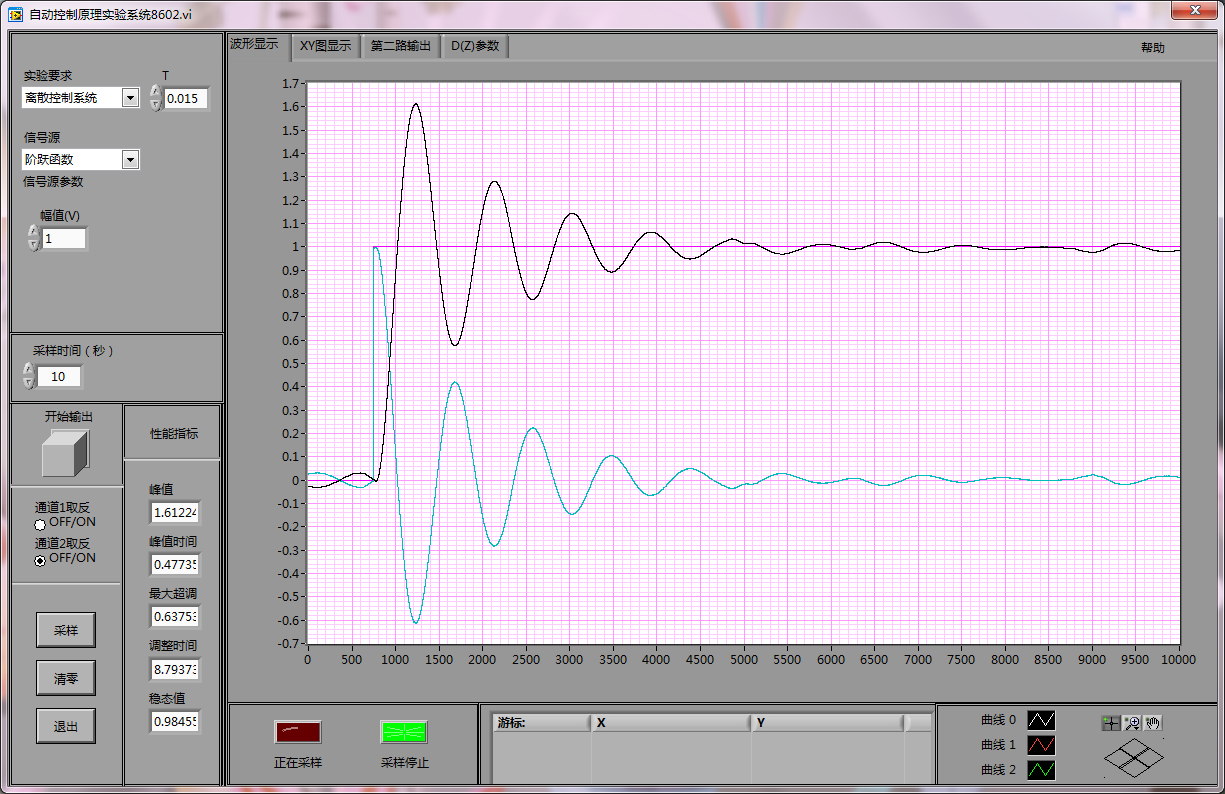 自动控制原理实验系统8602.vi
波形显示 XY图显示 第二路输出 D(Z)参数 帮助
实验要求 T
离散控制系统 0.015
信号源
阶跃函数
信号源参数
幅值(V)
1
采样时间（秒）
10
开始输出
通道1取反
OFF/ON
通道2取反
OFF/ON
采样
清零
退出
性能指标
峰值
1.61224
峰值时间
0.47735
最大超调
0.63753
调整时间
8.79373
稳态值
0.98455
1.7
1.6
1.5
1.4
1.3
1.2
1.1
1
0.9
0.8
0.7
0.6
0.5
0.4
0.3
0.2
0.1
0
-0.1
-0.2
-0.3
-0.4
-0.5
-0.6
-0.7
0 500 1000 1500 2000 2500 3000 3500 4000 4500 5000 5500 6000 6500 7000 7500 8000 8500 9000 9500 10000
正在采样 采样停止
游标: X Y
曲线 0
曲线 1
曲线 2